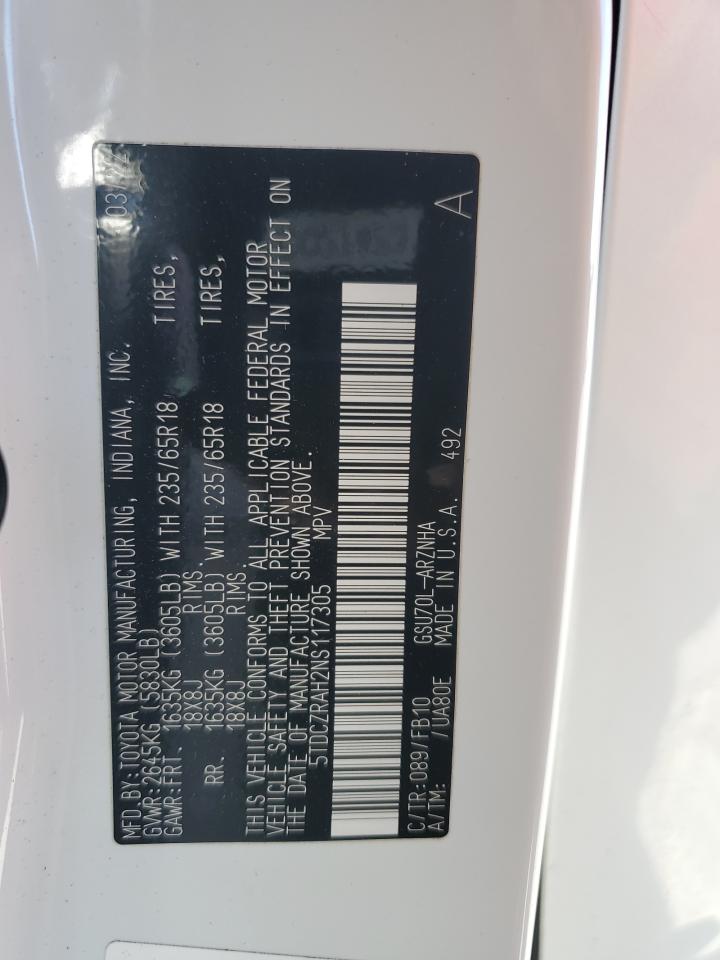 MFD. BY: TOYOTA MOTOR MANUFACTURING, INDIANA, INC.
GVWR: 2645KG (5830LB)
GAWR: FRT. 1635KG (3605LB) WITH 235/65R18 TIRES,
18X8J RIMS.
RR. 1635KG (3605LB) WITH 235/65R18 TIRES,
18X8J RIMS.
THIS VEHICLE CONFORMS TO ALL APPLICABLE FEDERAL MOTOR
VEHICLE SAFETY AND THEFT PREVENTION STANDARDS IN EFFECT ON
THE DATE OF MANUFACTURE SHOWN ABOVE.
5TDCZRAH2NS117305 MPV
C/TR: 089/FB10 GSU70L-ARZNHA
A/TM: /UA80E MADE IN U.S.A. 492 A